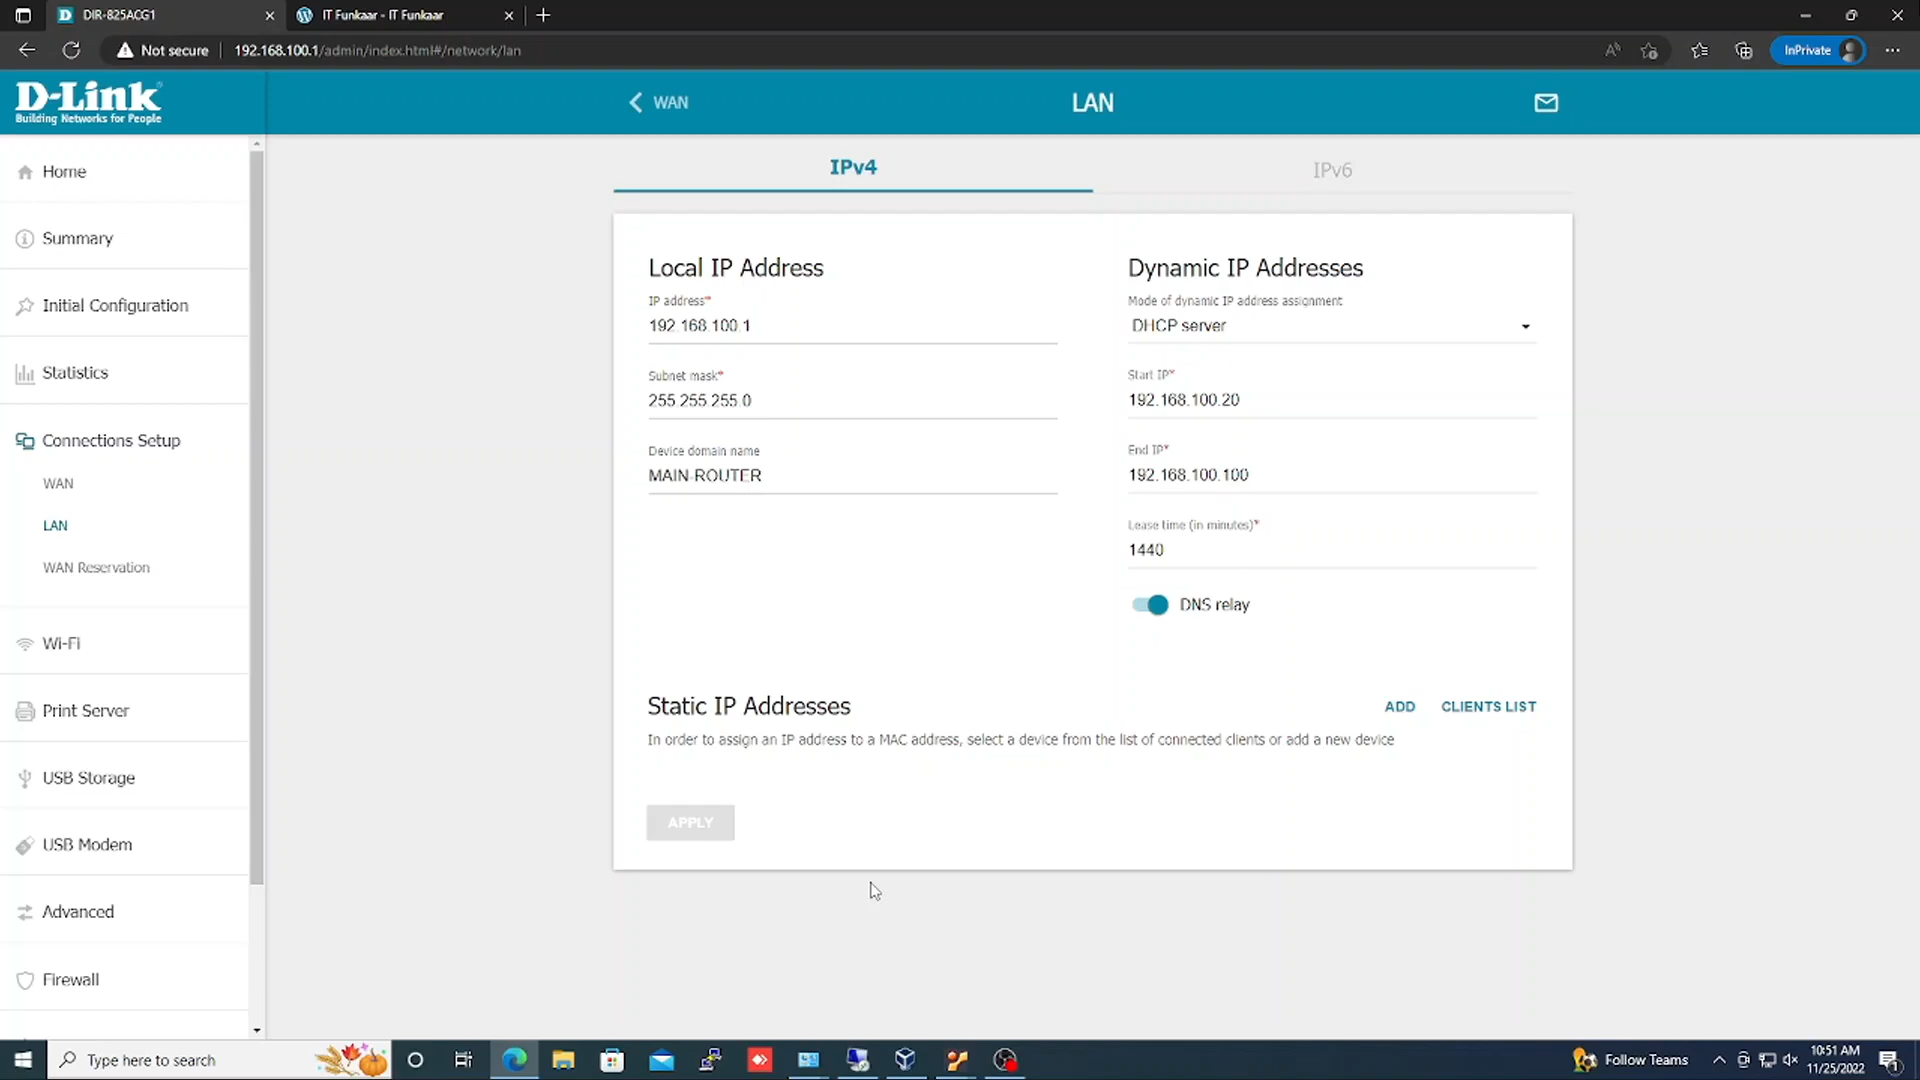 DIR-825ACG1
IT Funkaar - IT Funkaar
Not secure
192.168.100.1/admin/index.html#/network/lan
InPrivate
D-Link
Building Networks for People
WAN
LAN
Home
Summary
Initial Configuration
Statistics
Connections Setup
WAN
LAN
WAN Reservation
Wi-Fi
Print Server
USB Storage
USB Modem
Advanced
Firewall
IPv4
IPv6
Local IP Address
IP address*
192.168.100.1
Subnet mask*
255.255.255.0
Device domain name
MAIN-ROUTER
Dynamic IP Addresses
Mode of dynamic IP address assignment
DHCP server
Start IP*
192.168.100.20
End IP*
192.168.100.100
Lease time (in minutes)*
1440
DNS relay
Static IP Addresses
ADD
CLIENTS LIST
In order to assign an IP address to a MAC address, select a device from the list of connected clients or add a new device
APPLY
Type here to search
Follow Teams
10:51 AM
11/25/2022
1